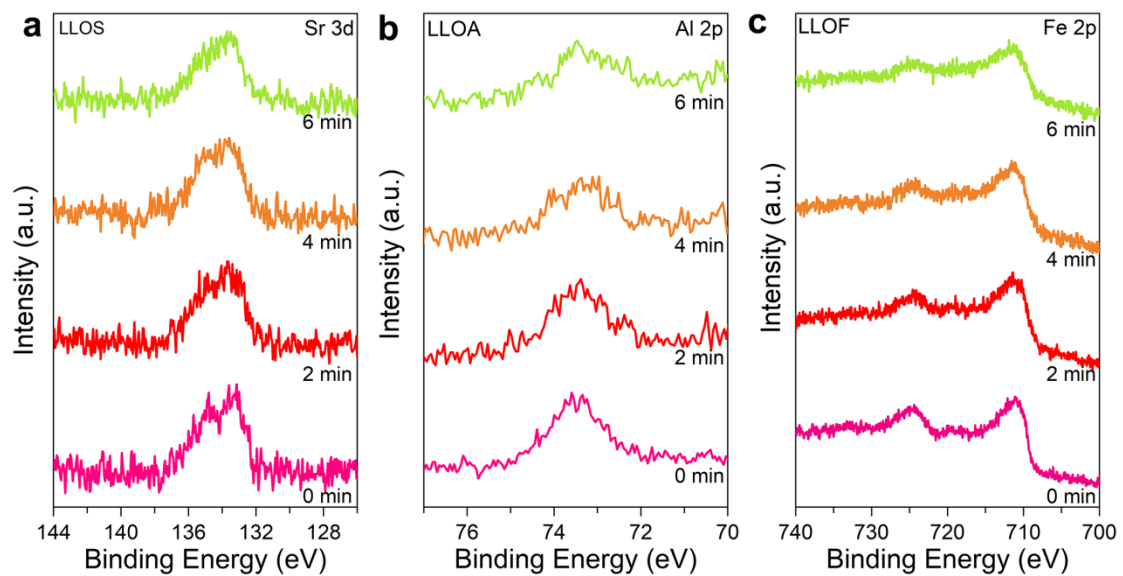 a LLOS Sr 3d
6 min
4 min
2 min
0 min
144 140 136 132 128
Binding Energy (eV)
Intensity (a.u.)
b LLOA Al 2p
6 min
4 min
2 min
0 min
76 74 72 70
Binding Energy (eV)
Intensity (a.u.)
c LLOF Fe 2p
6 min
4 min
2 min
0 min
740 730 720 710 700
Binding Energy (eV)
Intensity (a.u.)